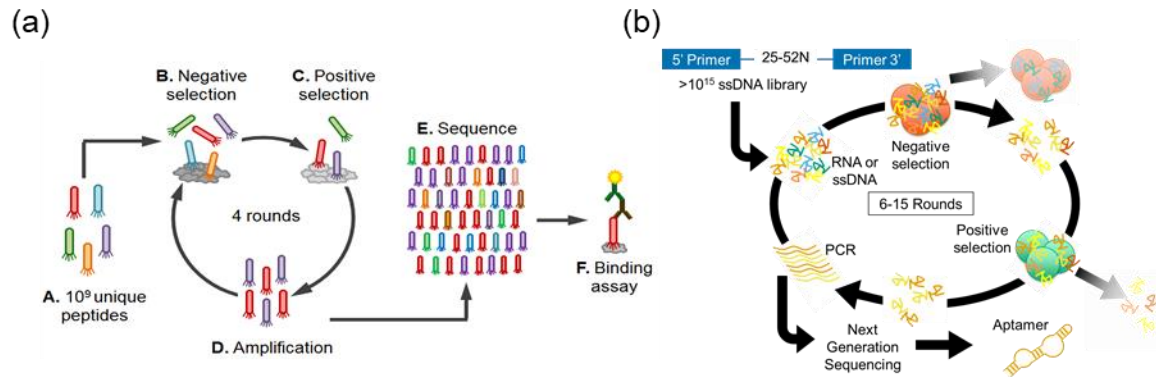 (a)
B. Negative
selection
C. Positive
selection
E. Sequence
4 rounds
A. 10⁹ unique
peptides
D. Amplification
F. Binding
assay
(b)
5' Primer
25-52N
Primer 3'
>10¹⁵ ssDNA library
Negative
selection
RNA or
ssDNA
6-15 Rounds
Positive
selection
PCR
Next
Generation
Sequencing
Aptamer